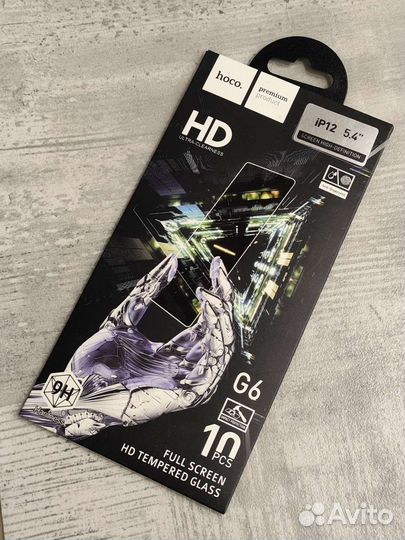 hoco.
premium
product
iP12 5.4"
SCREEN HIGH-DEFINITION
HD
ULTRA-CLEARNESS
G6
9H
10
PCS
FULL SCREEN
HD TEMPERED GLASS
Avito